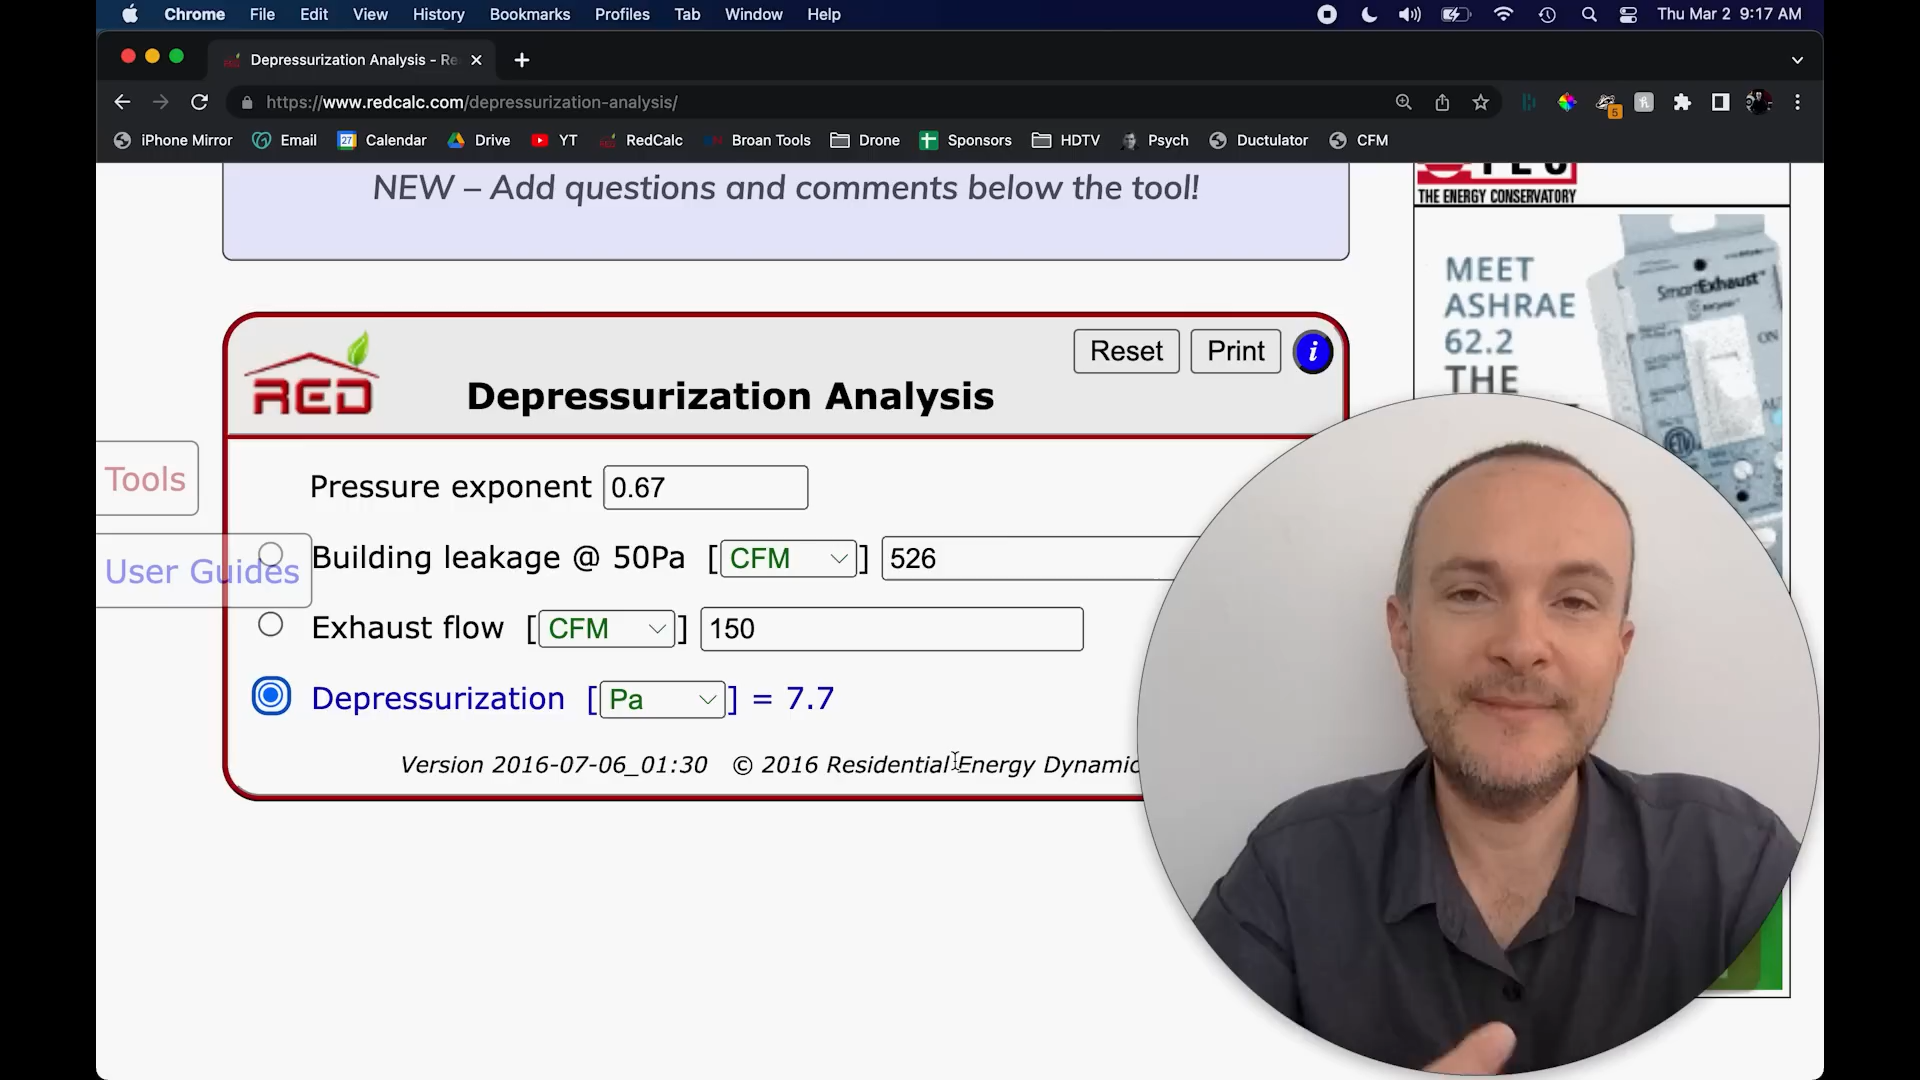 Chrome File Edit View History Bookmarks Profiles Tab Window Help Thu Mar 2 9:17 AM
Depressurization Analysis - Re
https://www.redcalc.com/depressurization-analysis/
5
iPhone Mirror Email 27 Calendar Drive YT RedCalc Broan Tools Drone Sponsors HDTV Psych Ductulator CFM
NEW – Add questions and comments below the tool!
THE ENERGY CONSERVATORY
MEET
ASHRAE
62.2
THE
SmartExhaust
ON
Reset Print i
RED
Depressurization Analysis
Tools
User Guides
Pressure exponent 0.67
Building leakage @ 50Pa [CFM] 526
Exhaust flow [CFM] 150
Depressurization [Pa] = 7.7
Version 2016-07-06_01:30 © 2016 Residential Energy Dynamic